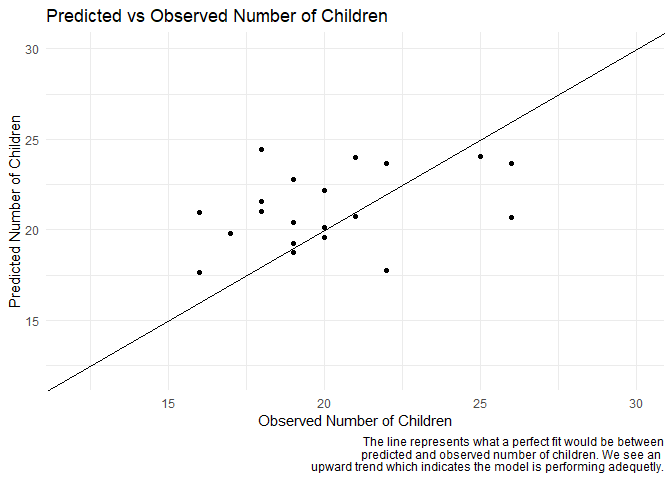 Predicted vs Observed Number of Children
30
25
20
15
Predicted Number of Children
15 20 25 30
Observed Number of Children
The line represents what a perfect fit would be between
predicted and observed number of children. We see an
upward trend which indicates the model is performing adequetly.